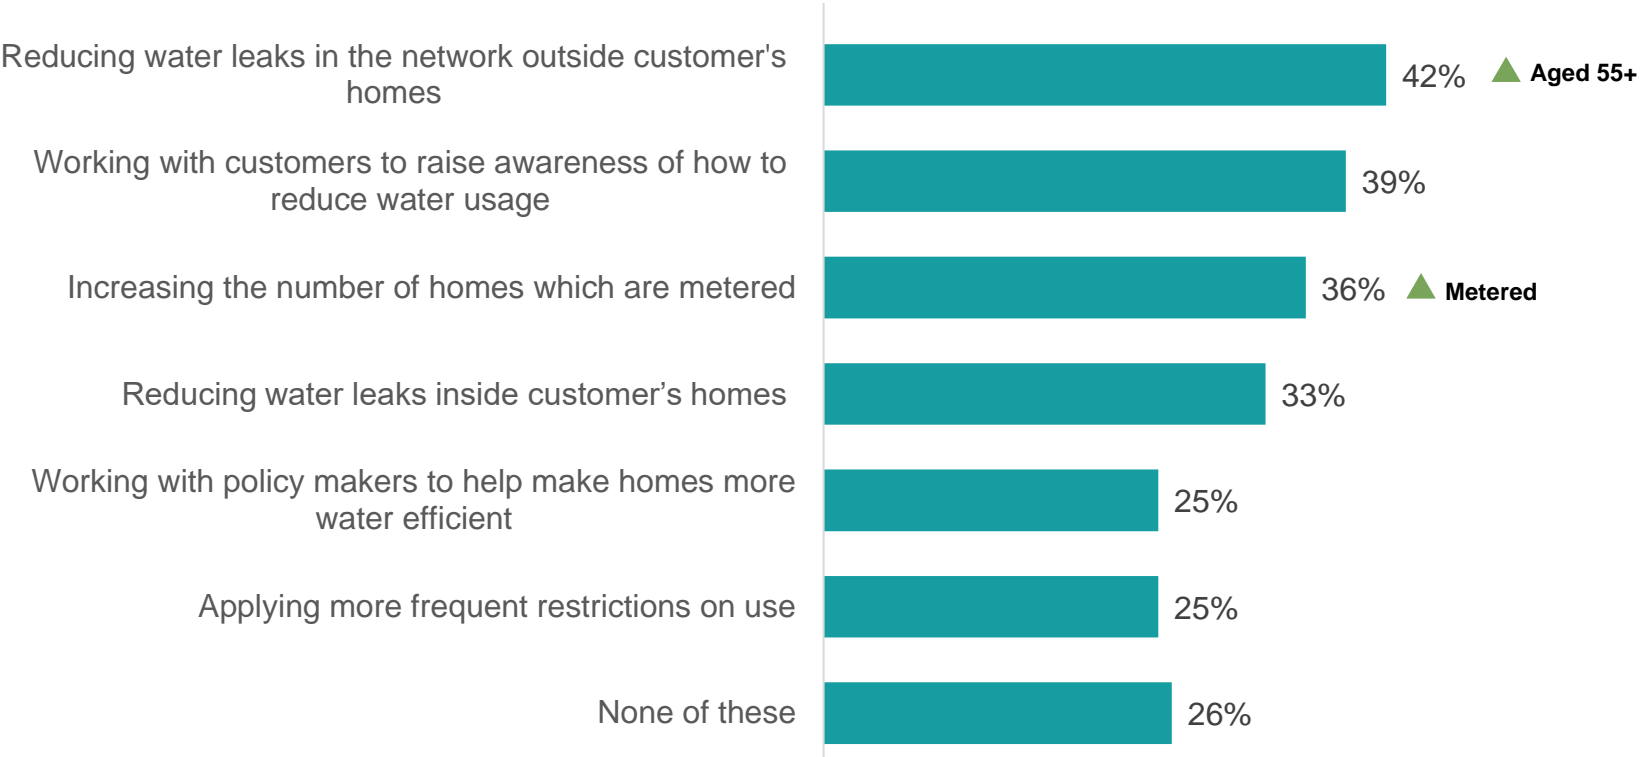 Reducing water leaks in the network outside customer's
homes
42%
Aged 55+
Working with customers to raise awareness of how to
reduce water usage
39%
Increasing the number of homes which are metered
36%
Metered
Reducing water leaks inside customer’s homes
33%
Working with policy makers to help make homes more
water efficient
25%
Applying more frequent restrictions on use
25%
None of these
26%